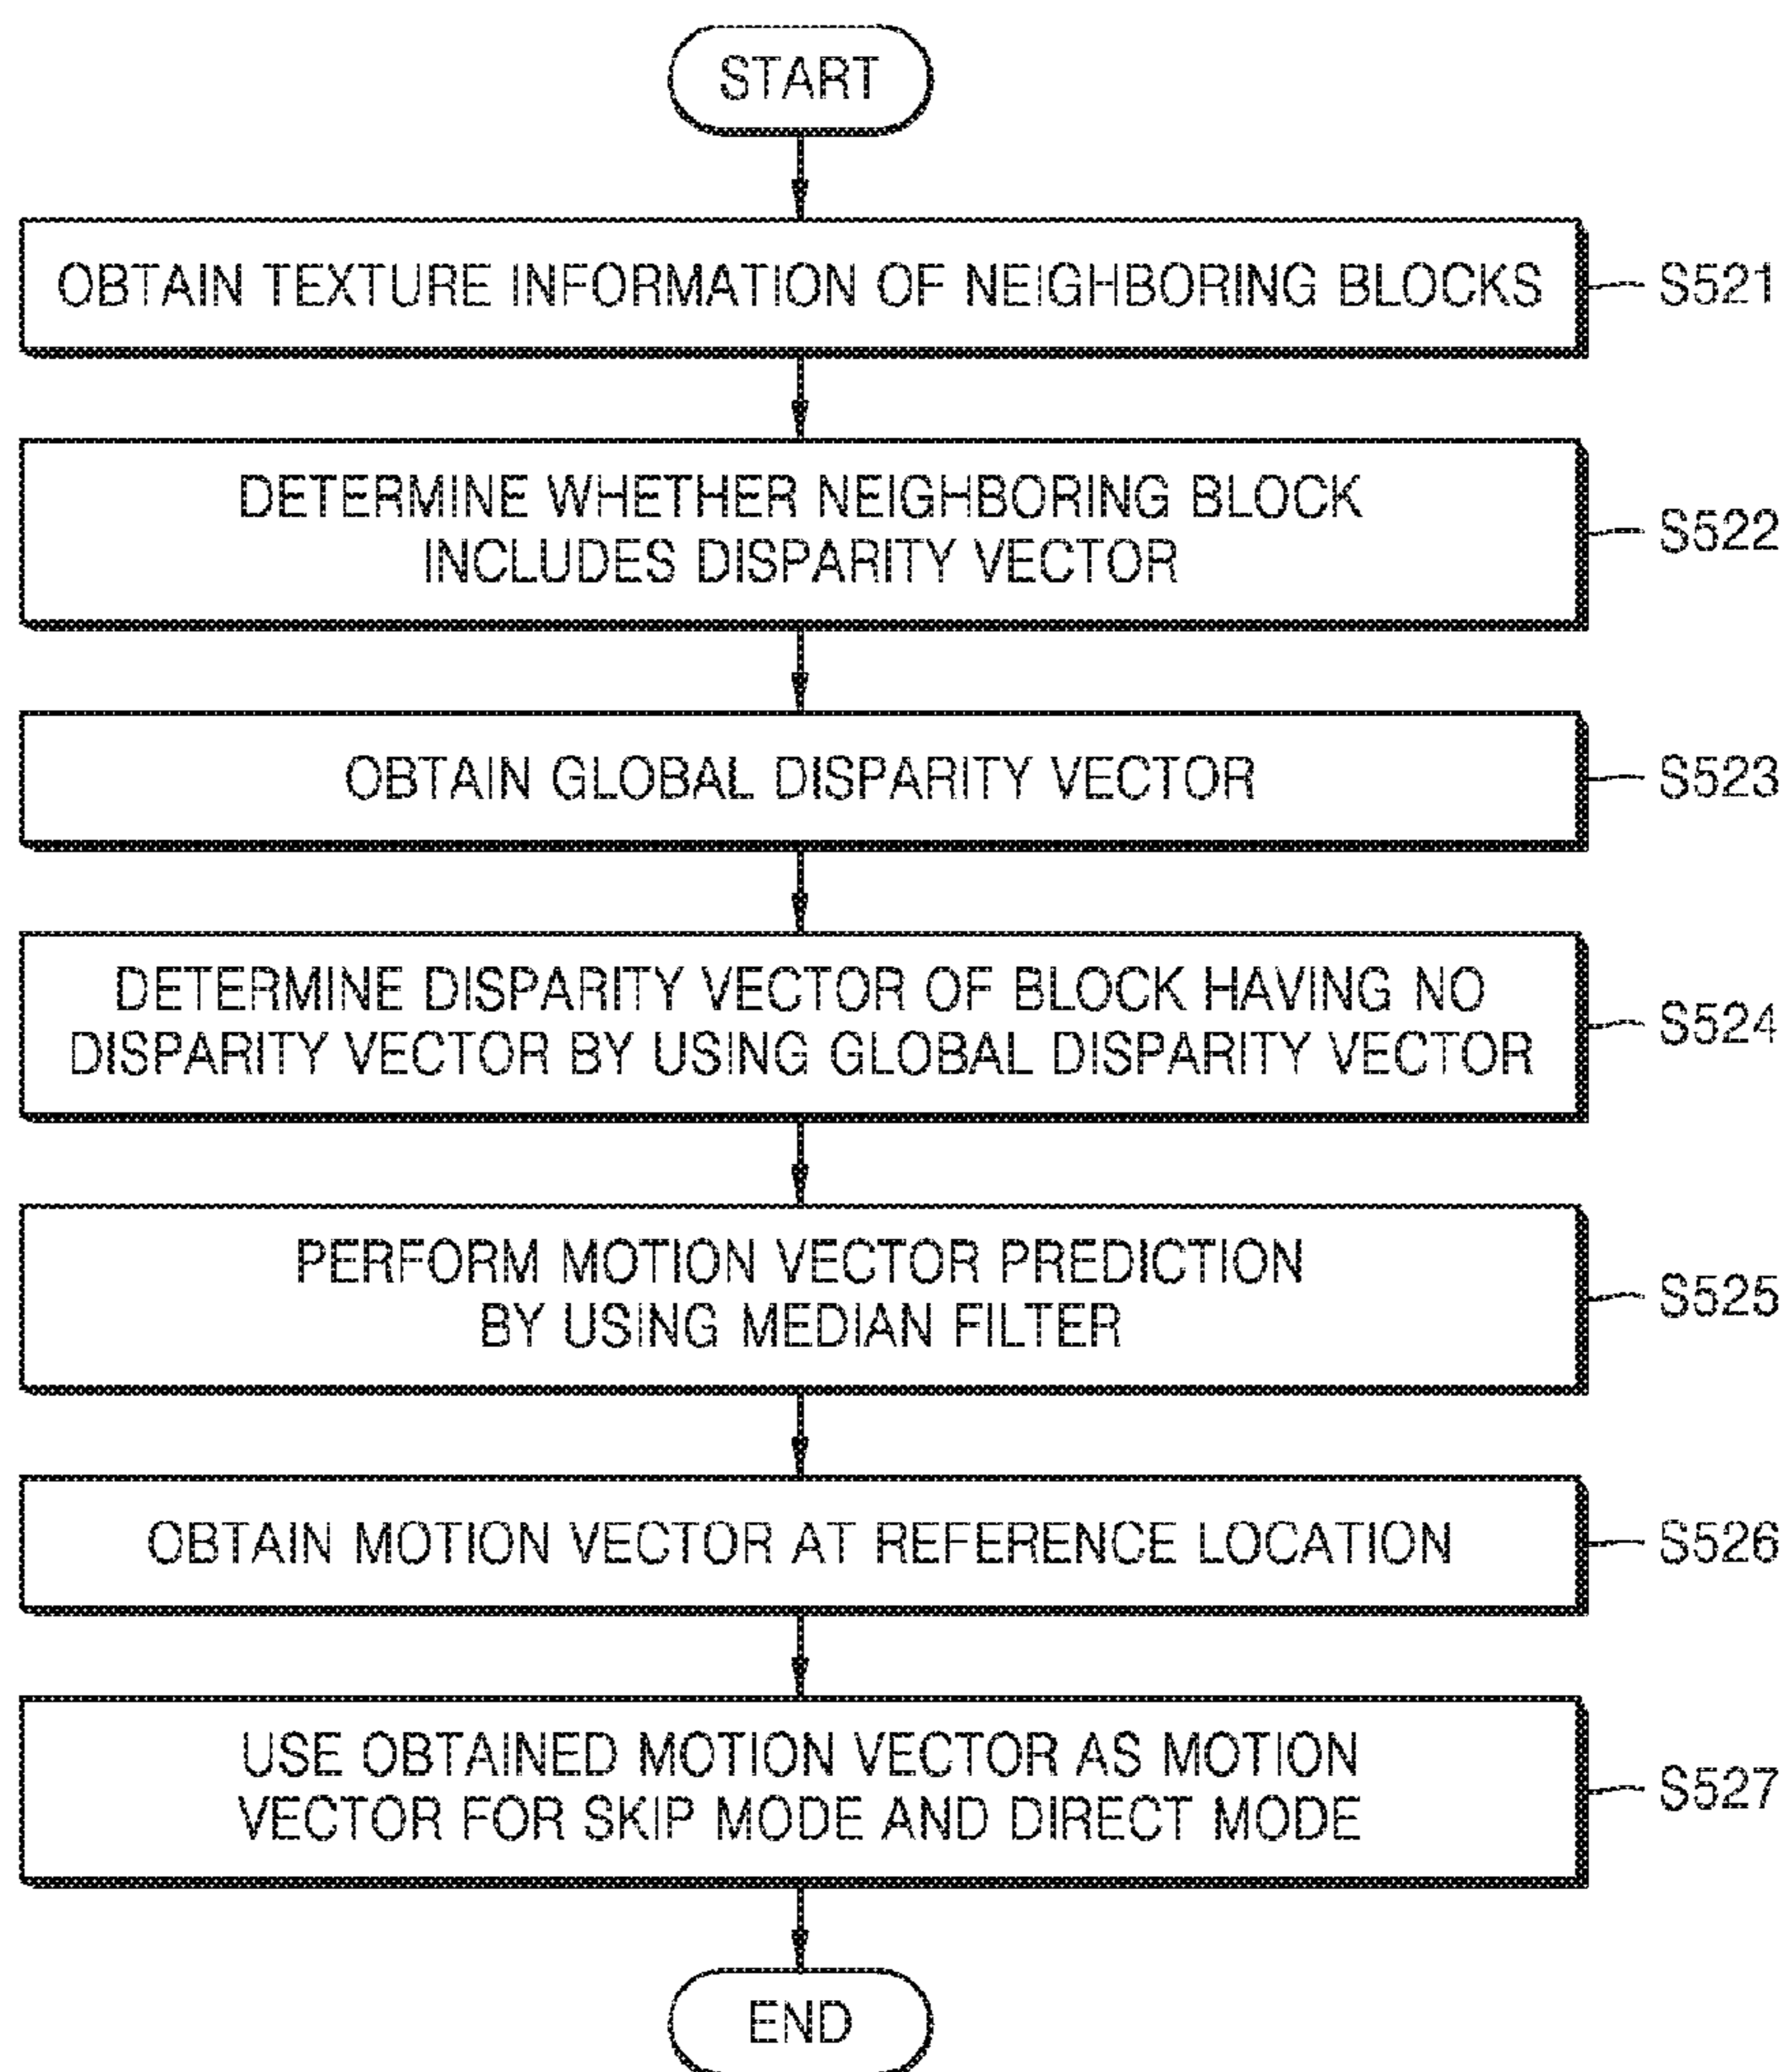 START
OBTAIN TEXTURE INFORMATION OF NEIGHBORING BLOCKS
S521
DETERMINE WHETHER NEIGHBORING BLOCK
INCLUDES DISPARITY VECTOR
S522
OBTAIN GLOBAL DISPARITY VECTOR
S523
DETERMINE DISPARITY VECTOR OF BLOCK HAVING NO
DISPARITY VECTOR BY USING GLOBAL DISPARITY VECTOR
S524
PERFORM MOTION VECTOR PREDICTION
BY USING MEDIAN FILTER
S525
OBTAIN MOTION VECTOR AT REFERENCE LOCATION
S526
USE OBTAINED MOTION VECTOR AS MOTION
VECTOR FOR SKIP MODE AND DIRECT MODE
S527
END